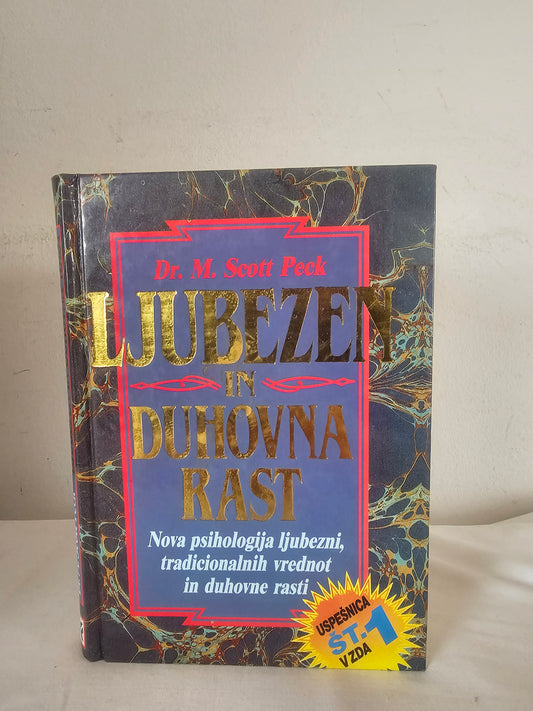 Dr. M. Scott Peck
LJUBEZEN
IN
DUHOVNA
RAST
Nova psihologija ljubezni,
tradicionalnih vrednot
in duhovne rasti
USPEŠNICA
ŠT.1
V ZDA